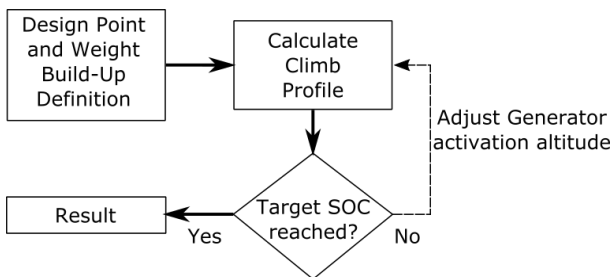 Design Point
and Weight
Build-Up
Definition
Calculate
Climb
Profile
Adjust Generator
activation altitude
Target SOC
reached?
Yes
No
Result